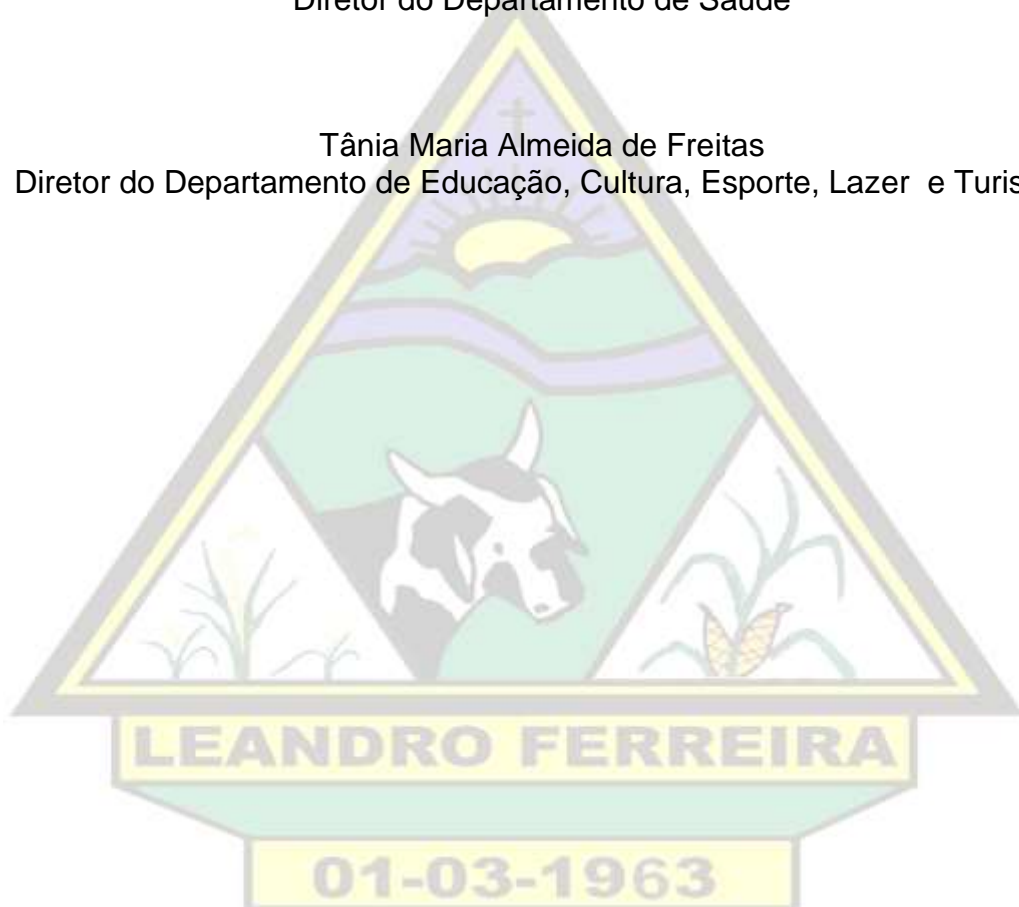 Diretor do Departamento de Saúde
Tânia Maria Almeida de Freitas
Diretor do Departamento de Educação, Cultura, Esporte, Lazer e
LEANDRO FERREIRA
01-03-1963